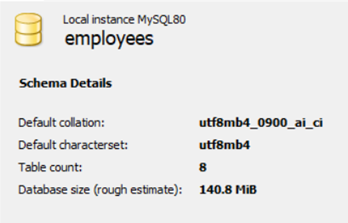 Local instance MySQL80
employees
Schema Details
Default collation: utf8mb4_0900_ai_ci
Default characterset: utf8mb4
Table count: 8
Database size (rough estimate): 140.8 MiB